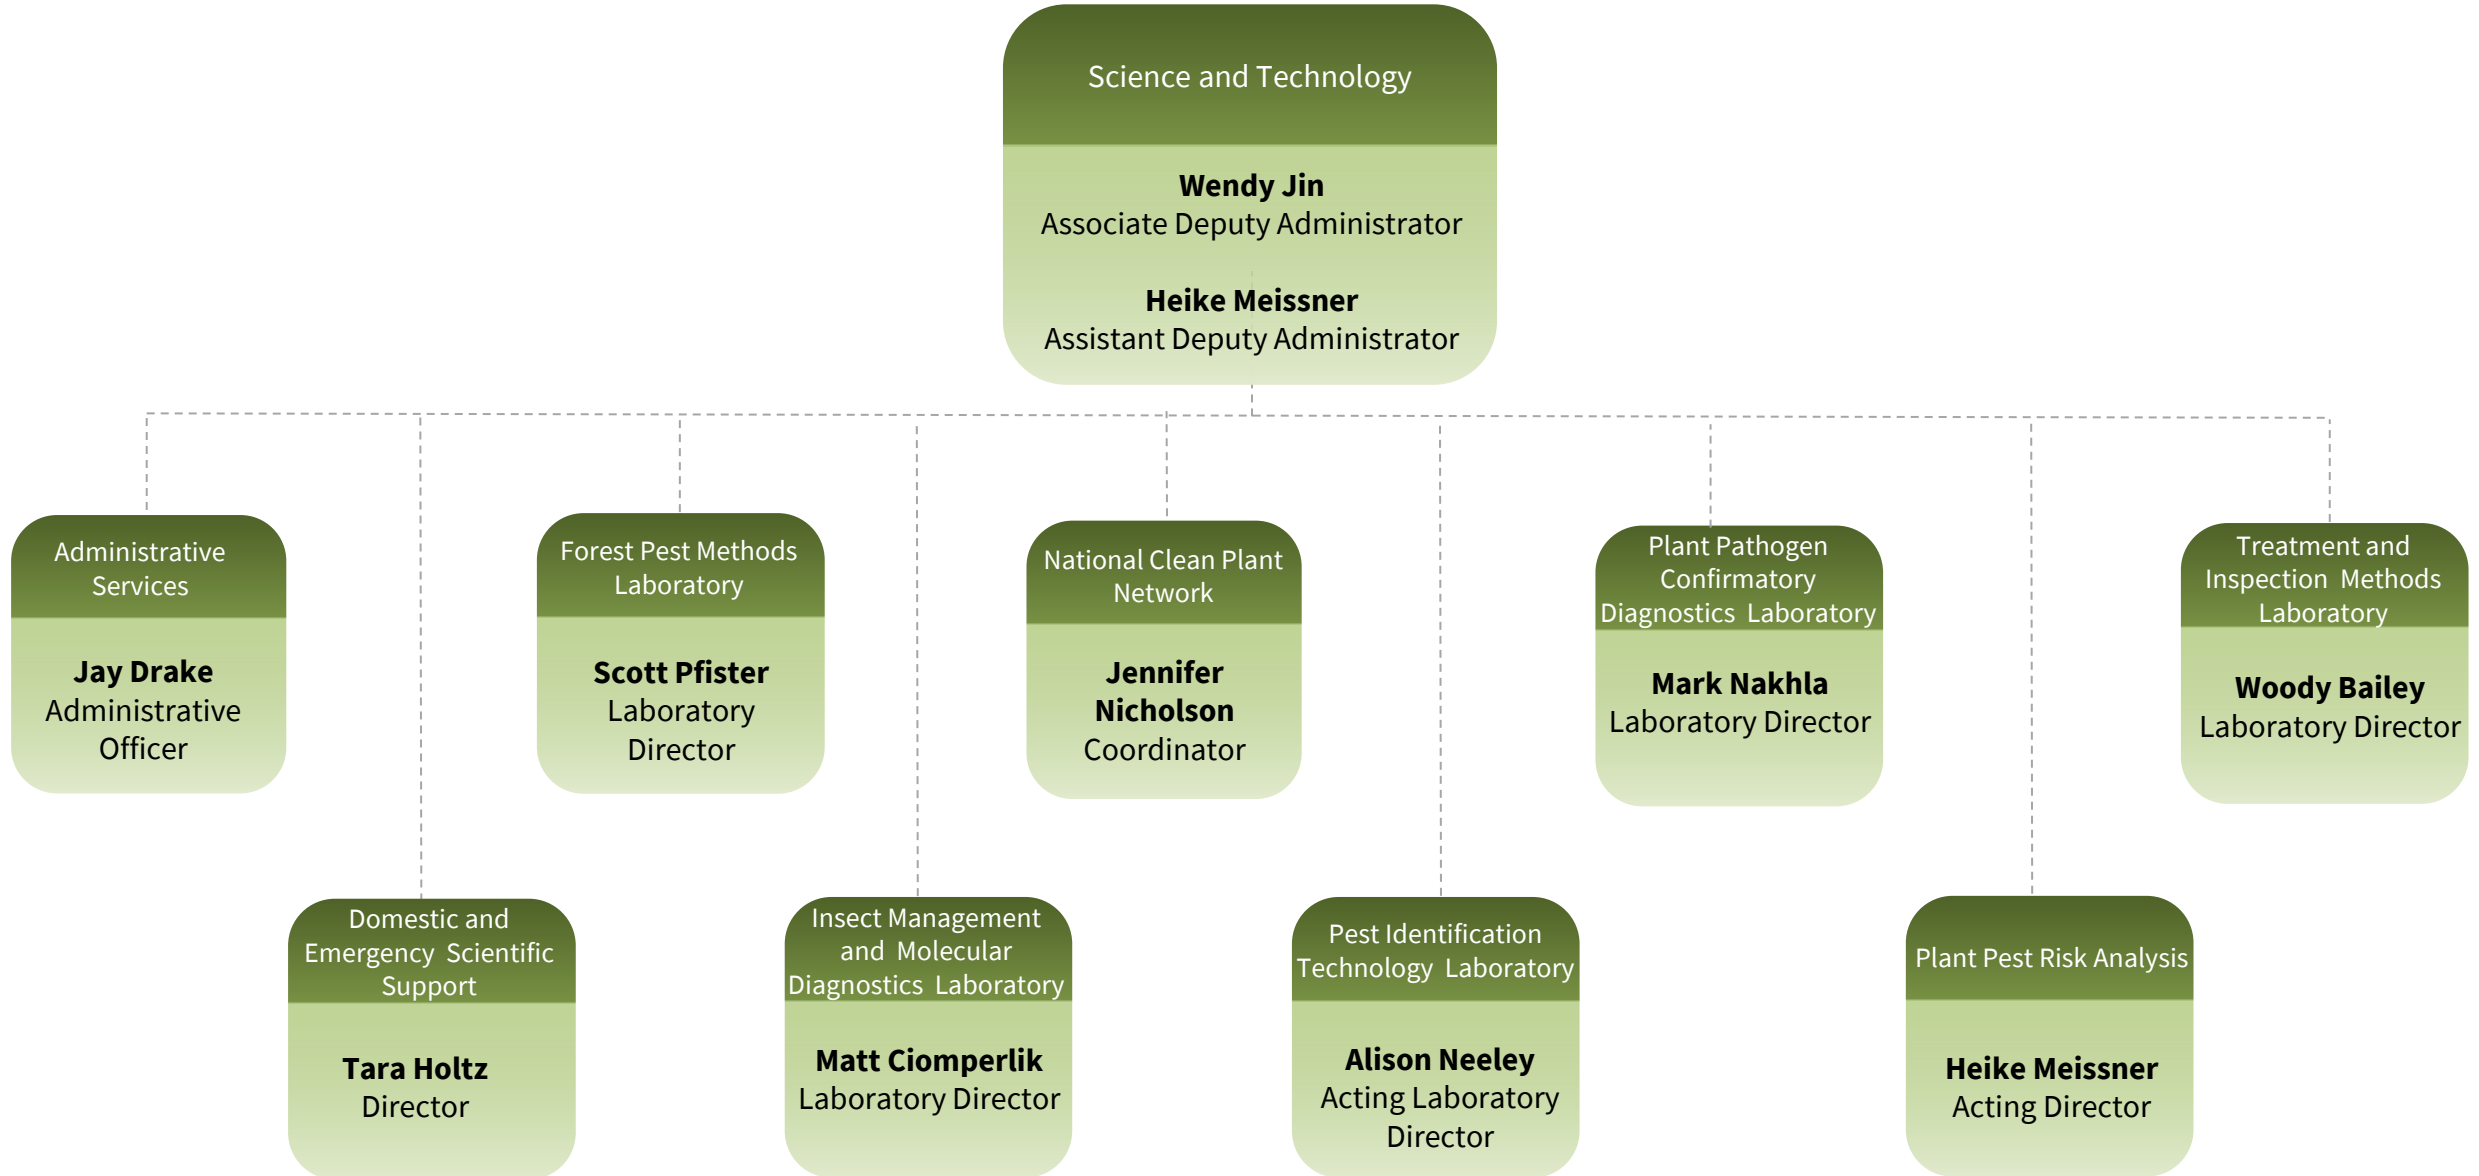 Science and Technology
Wendy Jin
Associate Deputy Administrator
Heike Meissner
Assistant Deputy Administrator
Administrative
Services
Jay Drake
Administrative
Officer
Forest Pest Methods
Laboratory
Scott Pfister
Laboratory
Director
National Clean Plant
Network
Jennifer
Nicholson
Coordinator
Plant Pathogen
Confirmatory
Diagnostics Laboratory
Mark Nakhla
Laboratory Director
Treatment and
Inspection Methods
Laboratory
Woody Bailey
Laboratory Director
Domestic and
Emergency Scientific
Support
Tara Holtz
Director
Insect Management
and Molecular
Diagnostics Laboratory
Matt Ciomperlik
Laboratory Director
Pest Identification
Technology Laboratory
Alison Neeley
Acting Laboratory
Director
Plant Pest Risk Analysis
Heike Meissner
Acting Director